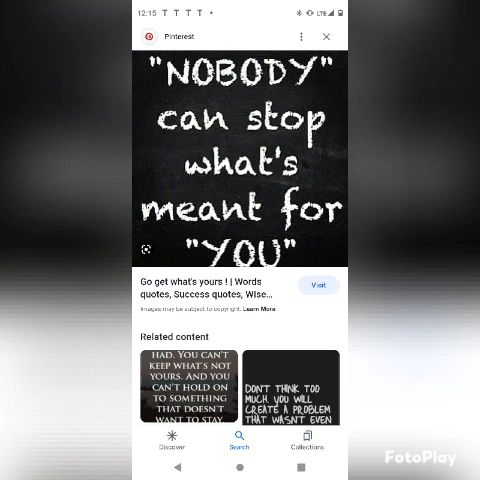 12:15 T T T T • LTE
Pinterest
"NOBODY"
can stop
what's
meant for
"YOU"
Go get what's yours ! | Words
quotes, Success quotes, Wise...
Visit
Images may be subject to copyright. Learn More
Related content
HAD. YOU CAN'T
KEEP WHAT'S NOT
YOURS. AND YOU
CAN'T HOLD ON
TO SOMETHING
THAT DOESN'T
WANT TO STAY
DON'T THINK TOO
MUCH. YOU WILL
CREATE A PROBLEM
THAT WASN'T EVEN
Discover
Search
Collections
FotoPlay